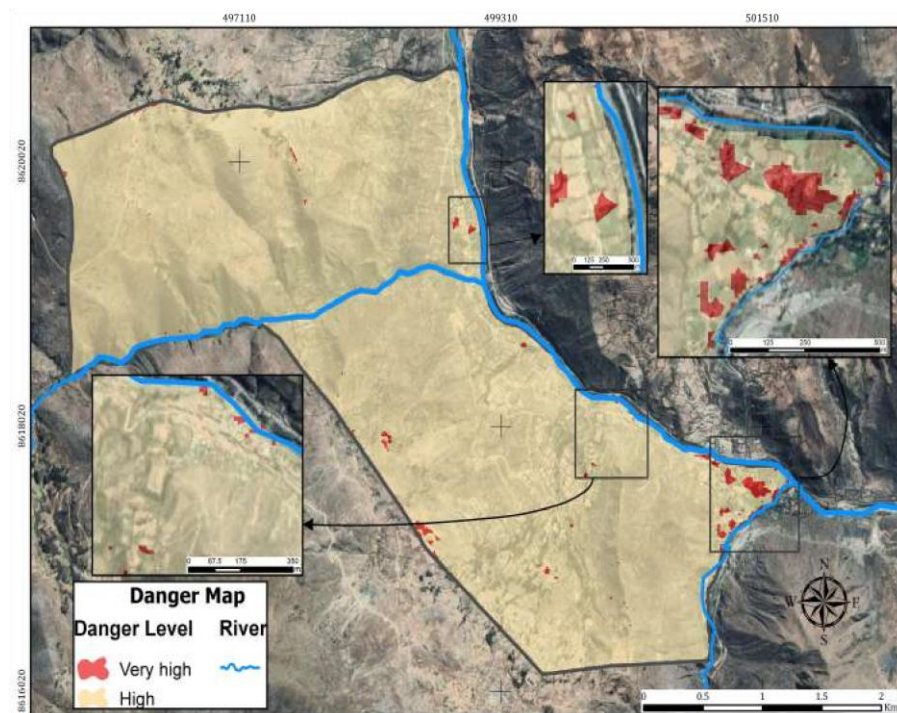 497110 499310 501510
8620020
8618020
8616020
0 125 250 500
m
0 125 250 500
m
0 87.5 175 350
m
Danger Map
Danger Level River
Very high
High
N
W E
S
0 0.5 1 1.5 2
Km